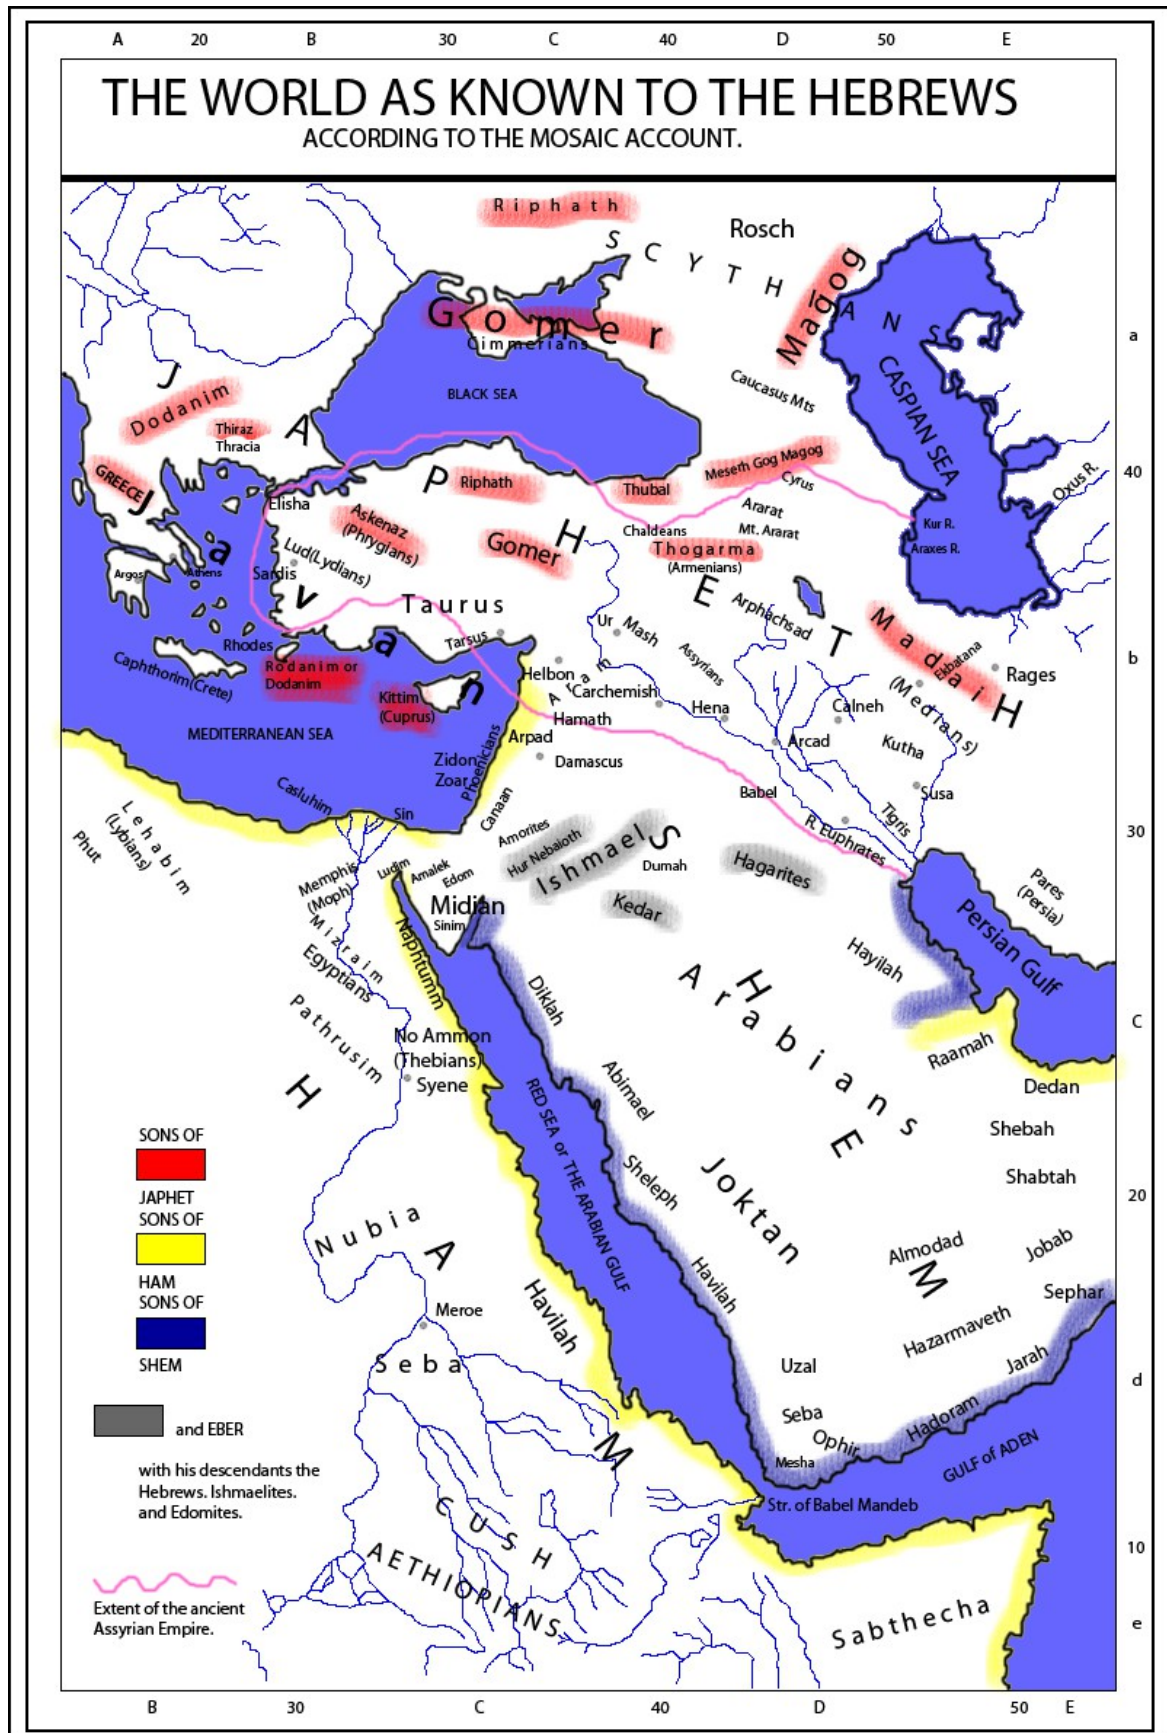 A 20 B 30 C 40 D 50 E
THE WORLD AS KNOWN TO THE HEBREWS
ACCORDING TO THE MOSAIC ACCOUNT.
Riphath
Rosch
SCYTHIANS
Magog
Gomer
Cimmerians
a
BLACK SEA
Caucasus Mts
CASPIAN SEA
JAPHETH
Dodanim
Thiraz
Thracia
GREECE
Javan
Elisha
Riphath
Thubal
Meseth Gog Magog
Cyrus
40
Oxus R.
Askenaz
(Phrygians)
Gomer
Chaldeans
Ararat
Mt. Ararat
Kur R.
Araxes R.
Thogarma
(Armenians)
Argos
Athens
Sardis
Lud(Lydians)
Taurus
Arphachsad
Madai
(Medians)
Ekbatana
Rages
b
Rhodes
Tarsus
Ur
Mash
Assyrians
Caphthorim(Crete)
Rodanim or
Dodanim
Kittim
(Cuprus)
Helbon
Aram
Carchemish
Hena
Calneh
Hamath
Arpad
Arcad
Kutha
MEDITERRANEAN SEA
Zidon
Zoar
Phoenicians
Damascus
Babel
Susa
Tigris
R. Euphrates
Casluhim
Sin
Canaan
30
Lehabim
(Lybians)
Phut
Amorites
Hur Nebaioth
Ishmael
SHEM
Dumah
Hagarites
Kedar
Memphis
(Moph)
Ludim
Amalek
Edom
Midian
Sinim
Pares
(Persia)
Persian Gulf
Mizraim
Egyptians
Naphtumm
Diklah
Hayilah
Arabians
C
Pathrusim
No Ammon
(Thebians)
Syene
Raamah
Dedan
HAM
RED SEA or THE ARABIAN GULF
Abimael
Shebah
Sheleph
Joktan
Shabtah
20
SONS OF
JAPHET
SONS OF
HAM
SONS OF
SHEM
Nubia
Havilah
Havilah
Almodad
Jobab
Sephar
Meroe
Hazarmaveth
Seba
Uzal
Jarah
d
and EBER
Seba
Ophir
Hadoram
Mesha
GULF of ADEN
with his descendants the
Hebrews. Ishmaelites.
and Edomites.
Str. of Babel Mandeb
CUSH
AETHIOPIANS
10
Extent of the ancient
Assyrian Empire.
Sabthecha
e
B 30 C 40 D 50 E